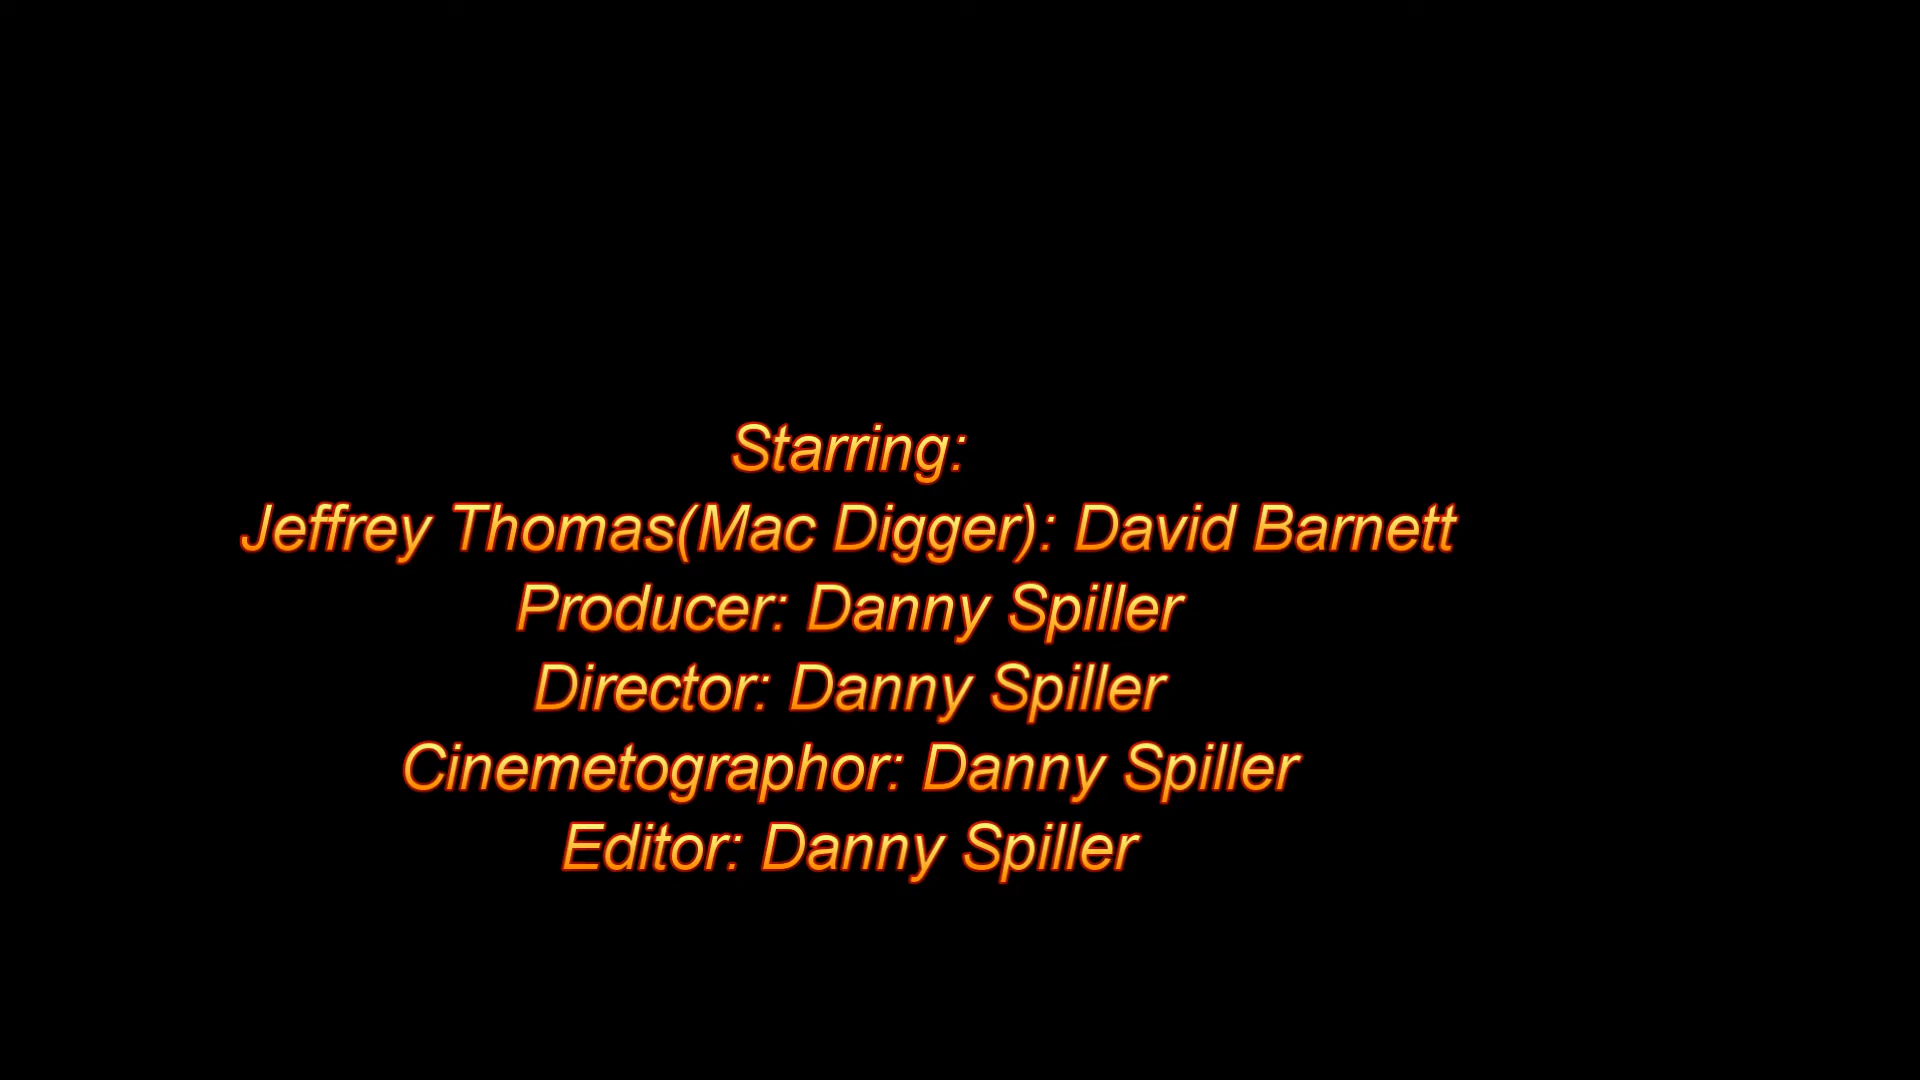 Starring:
Jeffrey Thomas(Mac Digger): David Barnett
Producer: Danny Spiller
Director: Danny Spiller
Cinemetographor: Danny Spiller
Editor: Danny Spiller